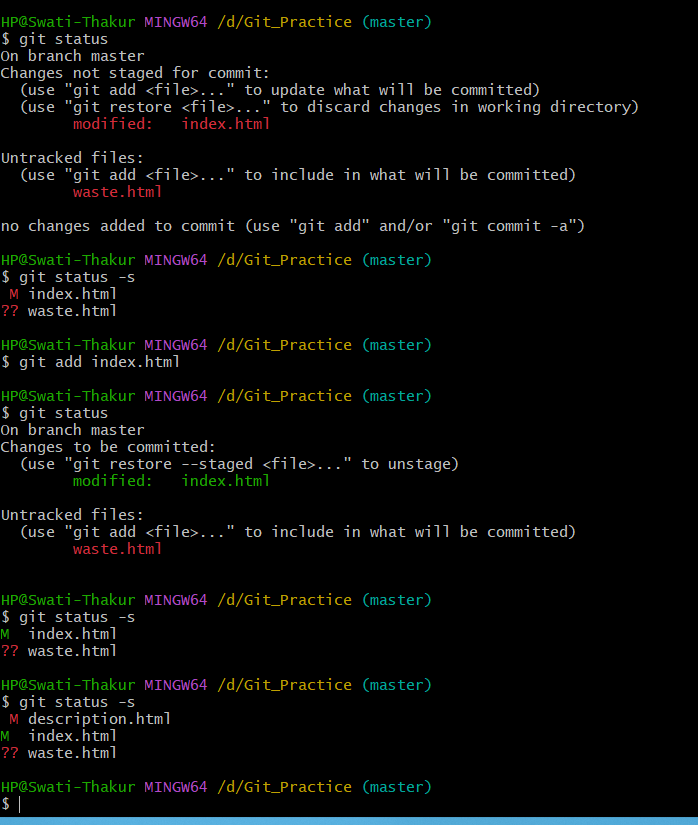 HP@Swati-Thakur MINGW64 /d/Git_Practice (master)
$ git status
On branch master
Changes not staged for commit:
  (use "git add <file>..." to update what will be committed)
  (use "git restore <file>..." to discard changes in working directory)
        modified:   index.html

Untracked files:
  (use "git add <file>..." to include in what will be committed)
        waste.html

no changes added to commit (use "git add" and/or "git commit -a")

HP@Swati-Thakur MINGW64 /d/Git_Practice (master)
$ git status -s
 M index.html
?? waste.html

HP@Swati-Thakur MINGW64 /d/Git_Practice (master)
$ git add index.html

HP@Swati-Thakur MINGW64 /d/Git_Practice (master)
$ git status
On branch master
Changes to be committed:
  (use "git restore --staged <file>..." to unstage)
        modified:   index.html

Untracked files:
  (use "git add <file>..." to include in what will be committed)
        waste.html


HP@Swati-Thakur MINGW64 /d/Git_Practice (master)
$ git status -s
M  index.html
?? waste.html

HP@Swati-Thakur MINGW64 /d/Git_Practice (master)
$ git status -s
 M description.html
M  index.html
?? waste.html

HP@Swati-Thakur MINGW64 /d/Git_Practice (master)
$